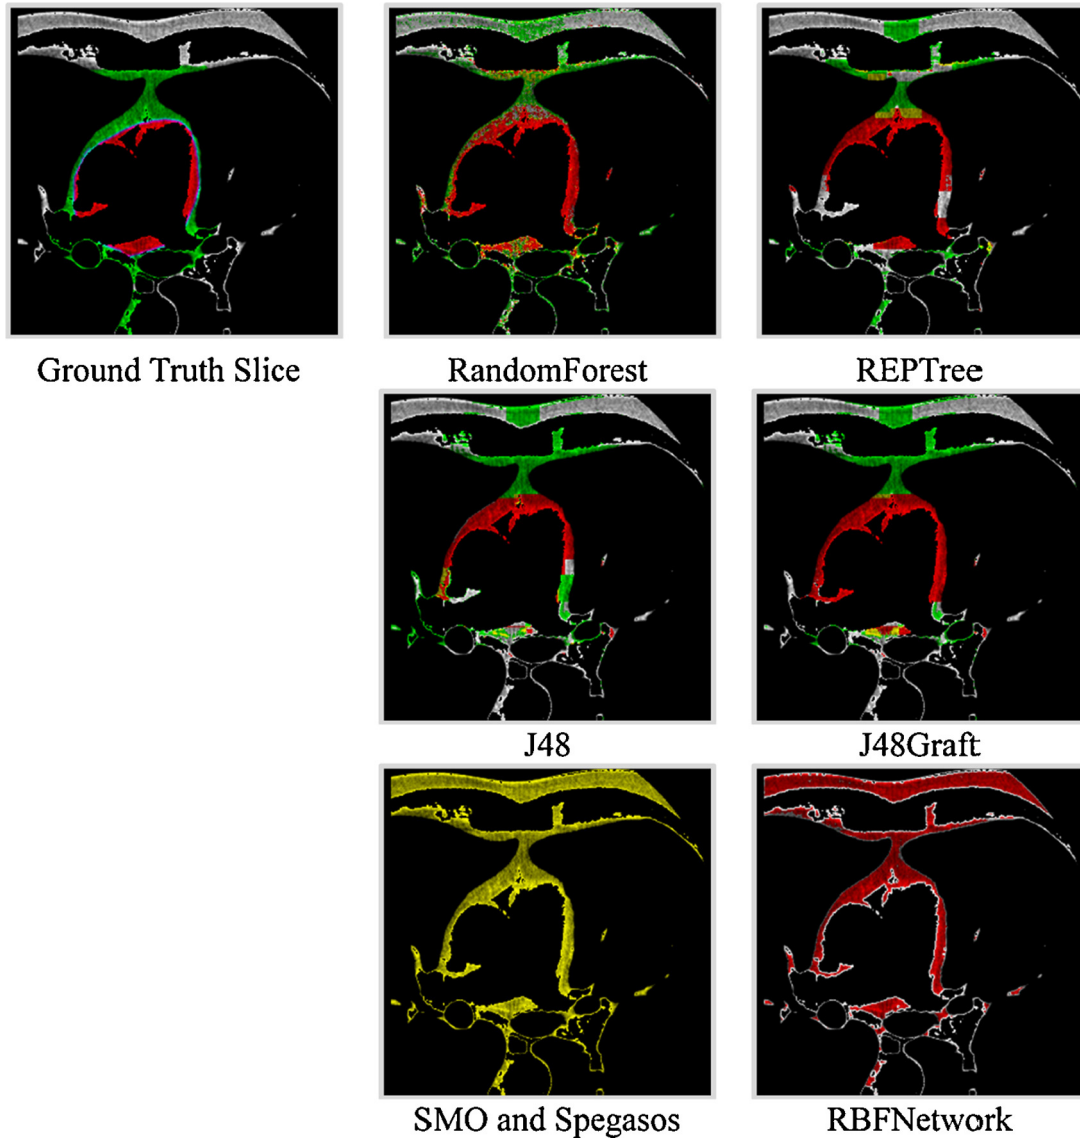 Ground Truth Slice
RandomForest
REPTree
J48
J48Graft
SMO and Spegasos
RBFNetwork